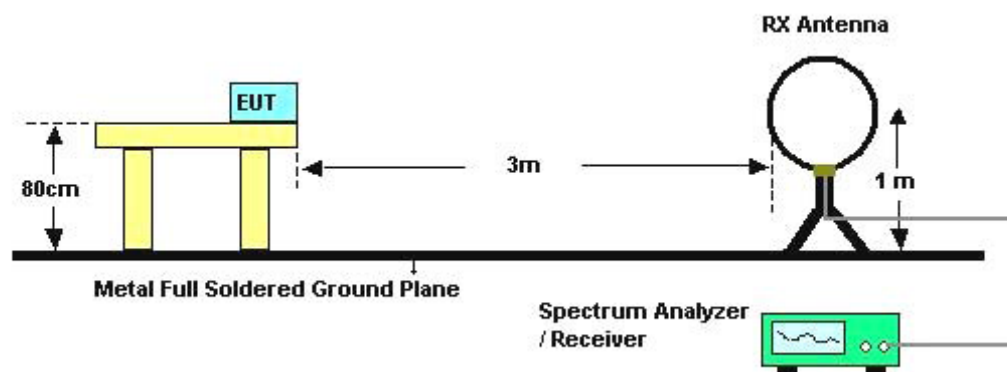 RX Antenna
EUT
80cm
3m
1 m
Metal Full Soldered Ground Plane
Spectrum Analyzer
/ Receiver